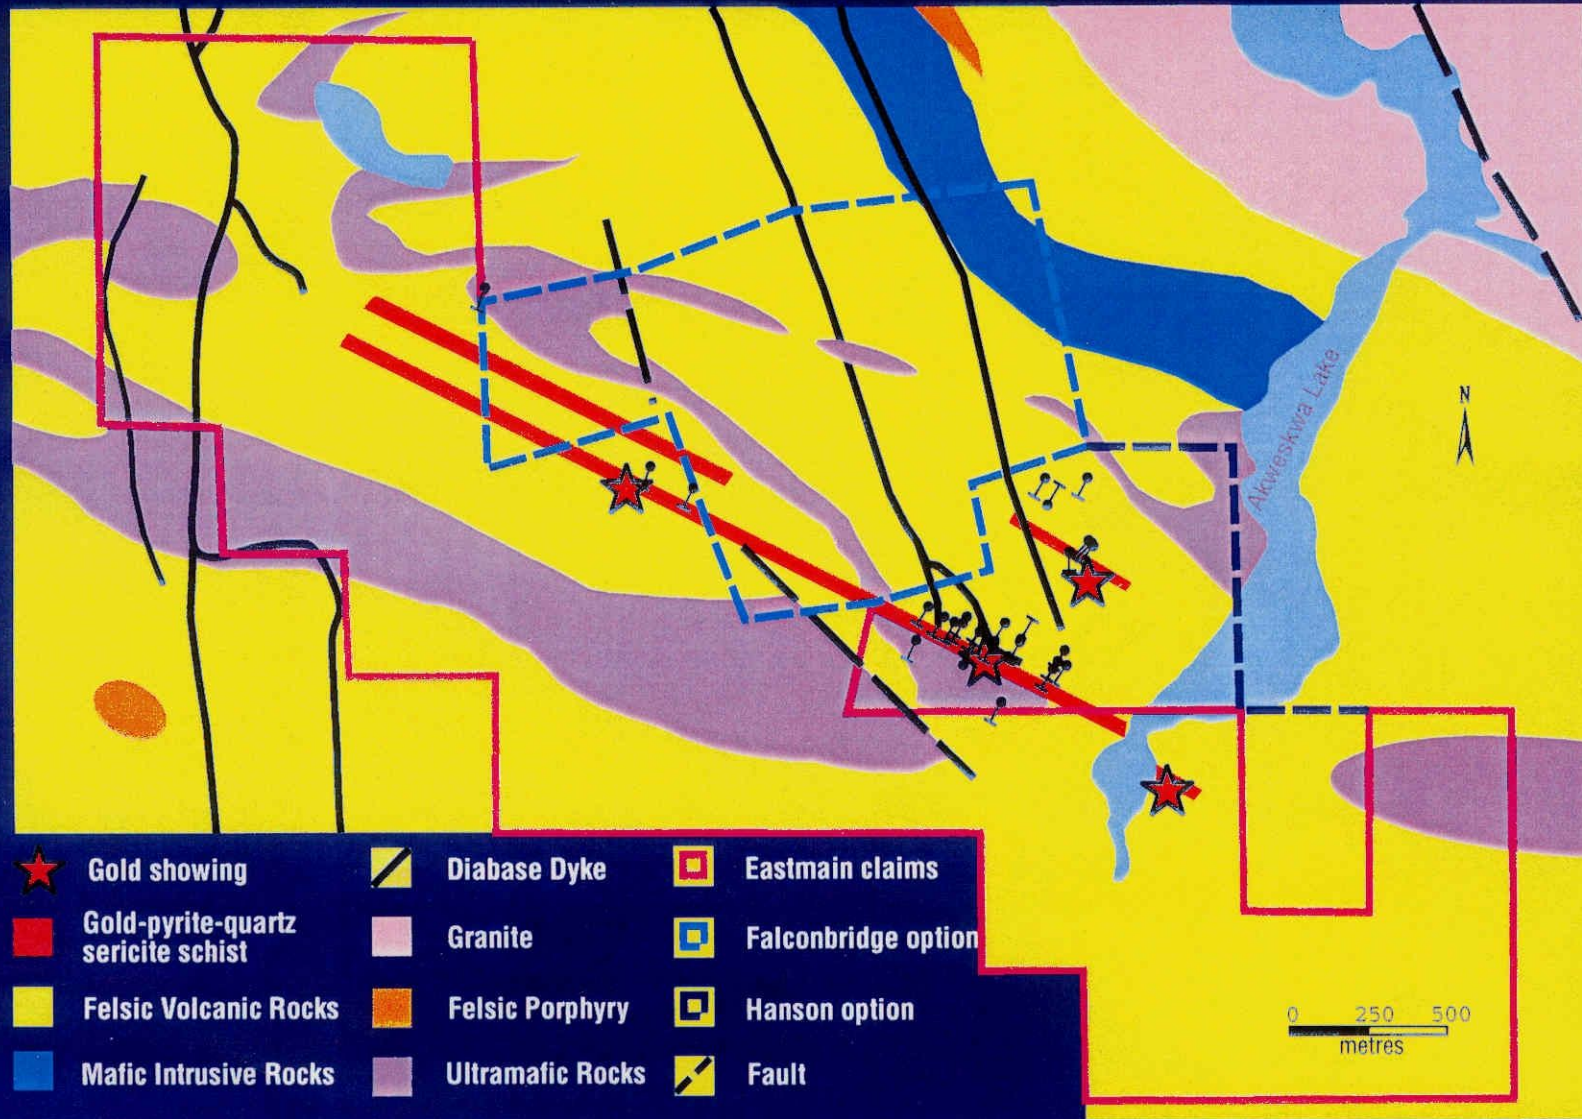 Akweskwa Lake
N
0 250 500
metres
Gold showing
Gold-pyrite-quartz
sericite schist
Felsic Volcanic Rocks
Mafic Intrusive Rocks
Diabase Dyke
Granite
Felsic Porphyry
Ultramafic Rocks
Eastmain claims
Falconbridge option
Hanson option
Fault